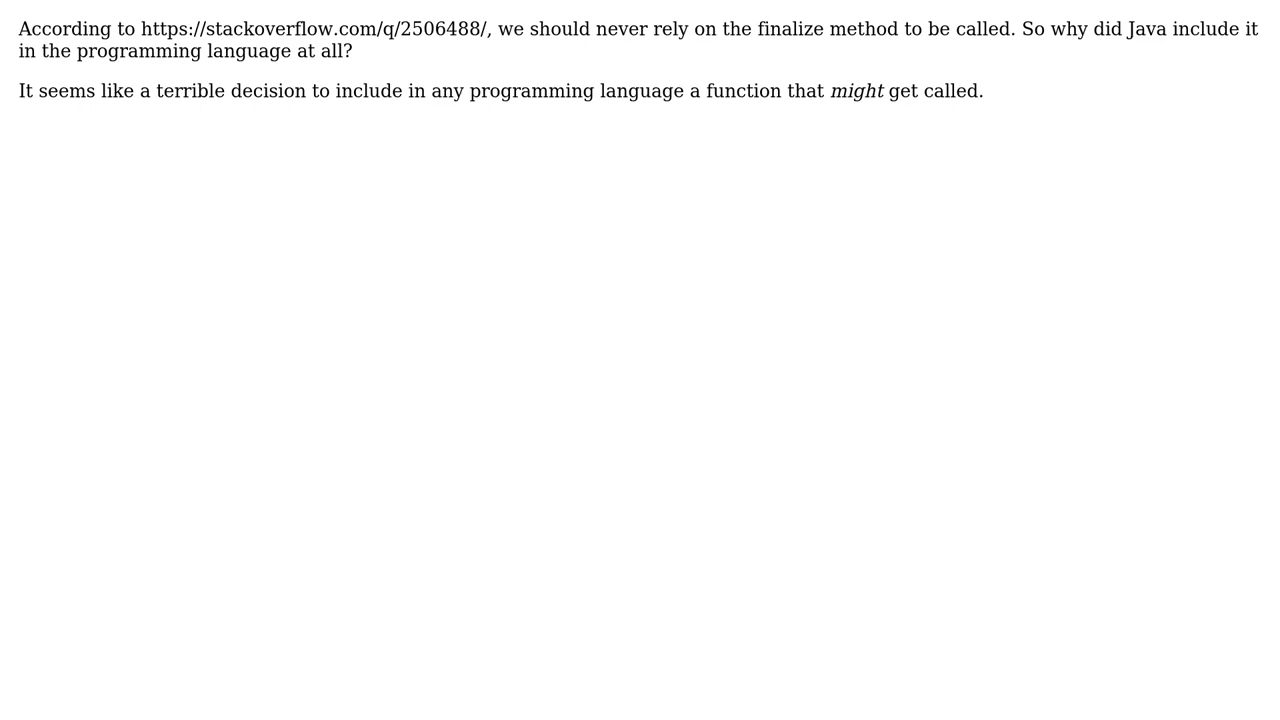 According to https://stackoverflow.com/q/2506488/, we should never rely on the finalize method to be called. So why did Java include it
in the programming language at all?
It seems like a terrible decision to include in any programming language a function that might get called.